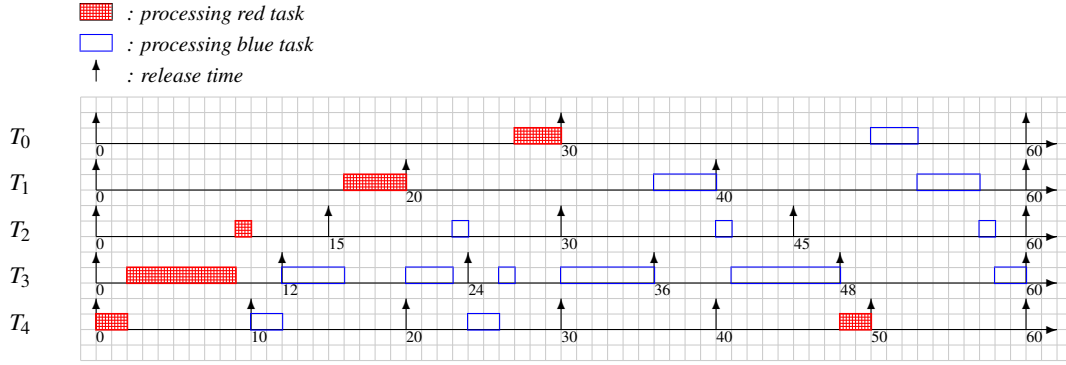 : processing red task
: processing blue task
: release time
T0 0 30 60
T1 0 20 40 60
T2 0 15 30 45 60
T3 0 12 24 36 48 60
T4 0 10 20 30 40 50 60